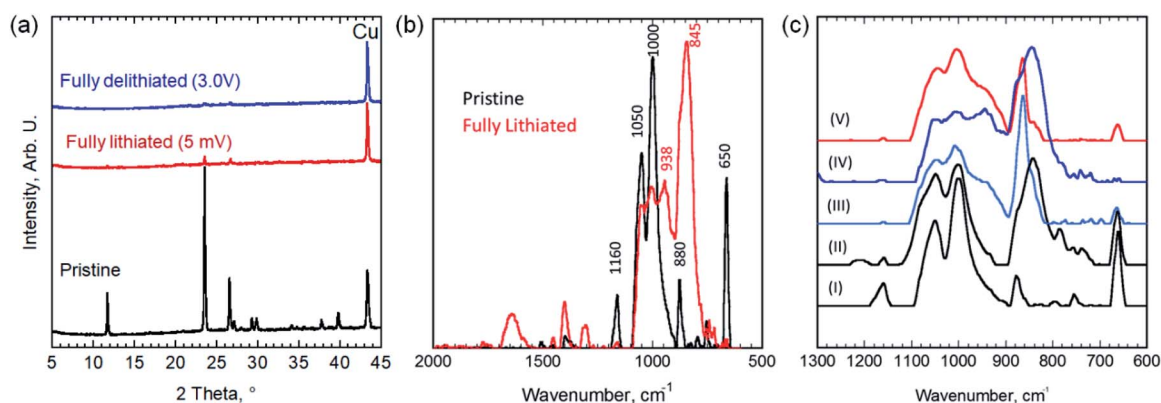 (a)
Cu
Fully delithiated (3.0V)
Fully lithiated (5 mV)
Pristine
Intensity, Arb. U.
5 10 15 20 25 30 35 40 45
2 Theta, °
(b)
1000
845
1050
Pristine
Fully Lithiated
938
650
1160
880
2000 1500 1000 500
Wavenumber, cm-1
(c)
(V)
(IV)
(III)
(II)
(I)
1300 1200 1100 1000 900 800 700 600
Wavenumber, cm-1